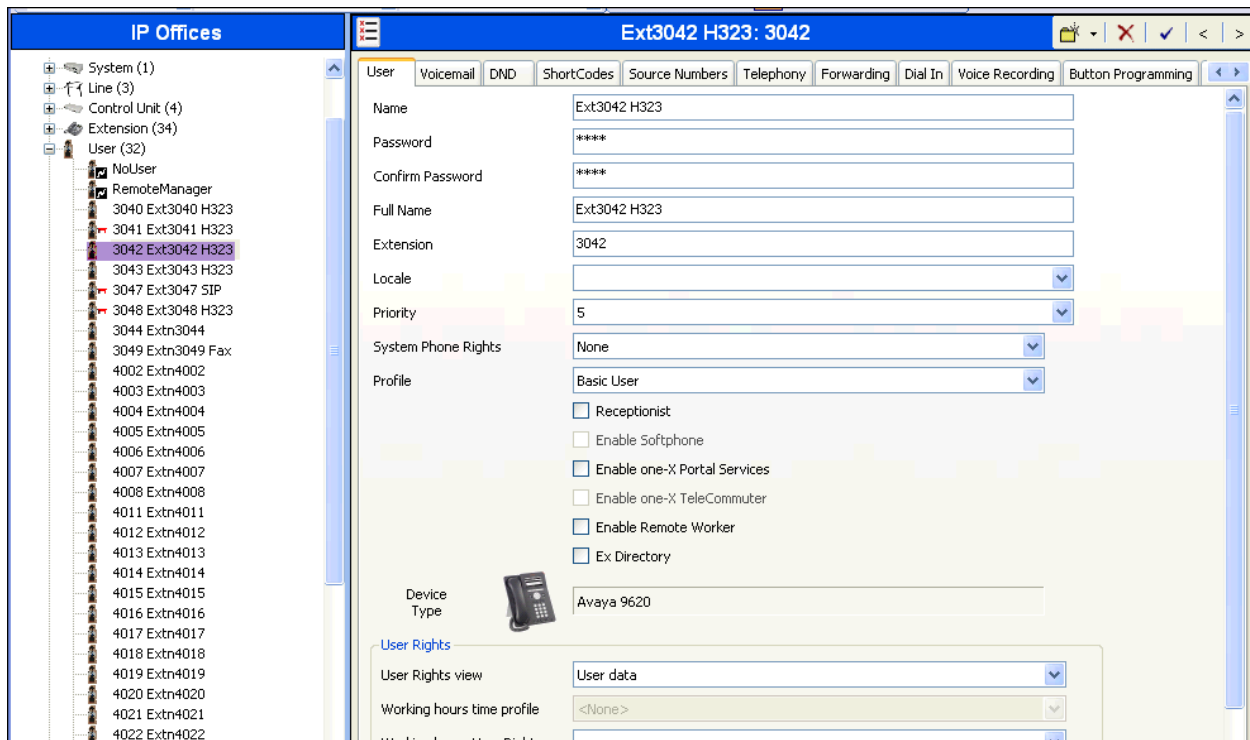 IP Offices
System (1)
Line (3)
Control Unit (4)
Extension (34)
User (32)
NoUser
RemoteManager
3040 Ext3040 H323
3041 Ext3041 H323
3042 Ext3042 H323
3043 Ext3043 H323
3047 Ext3047 SIP
3048 Ext3048 H323
3044 Extn3044
3049 Extn3049 Fax
4002 Extn4002
4003 Extn4003
4004 Extn4004
4005 Extn4005
4006 Extn4006
4007 Extn4007
4008 Extn4008
4011 Extn4011
4012 Extn4012
4013 Extn4013
4014 Extn4014
4015 Extn4015
4016 Extn4016
4017 Extn4017
4018 Extn4018
4019 Extn4019
4020 Extn4020
4021 Extn4021
4022 Extn4022
Ext3042 H323: 3042
User Voicemail DND ShortCodes Source Numbers Telephony Forwarding Dial In Voice Recording Button Programming
Name Ext3042 H323
Password ****
Confirm Password ****
Full Name Ext3042 H323
Extension 3042
Locale
Priority 5
System Phone Rights None
Profile Basic User
Receptionist
Enable Softphone
Enable one-X Portal Services
Enable one-X TeleCommuter
Enable Remote Worker
Ex Directory
Device
Type
Avaya 9620
User Rights
User Rights view User data
Working hours time profile <None>